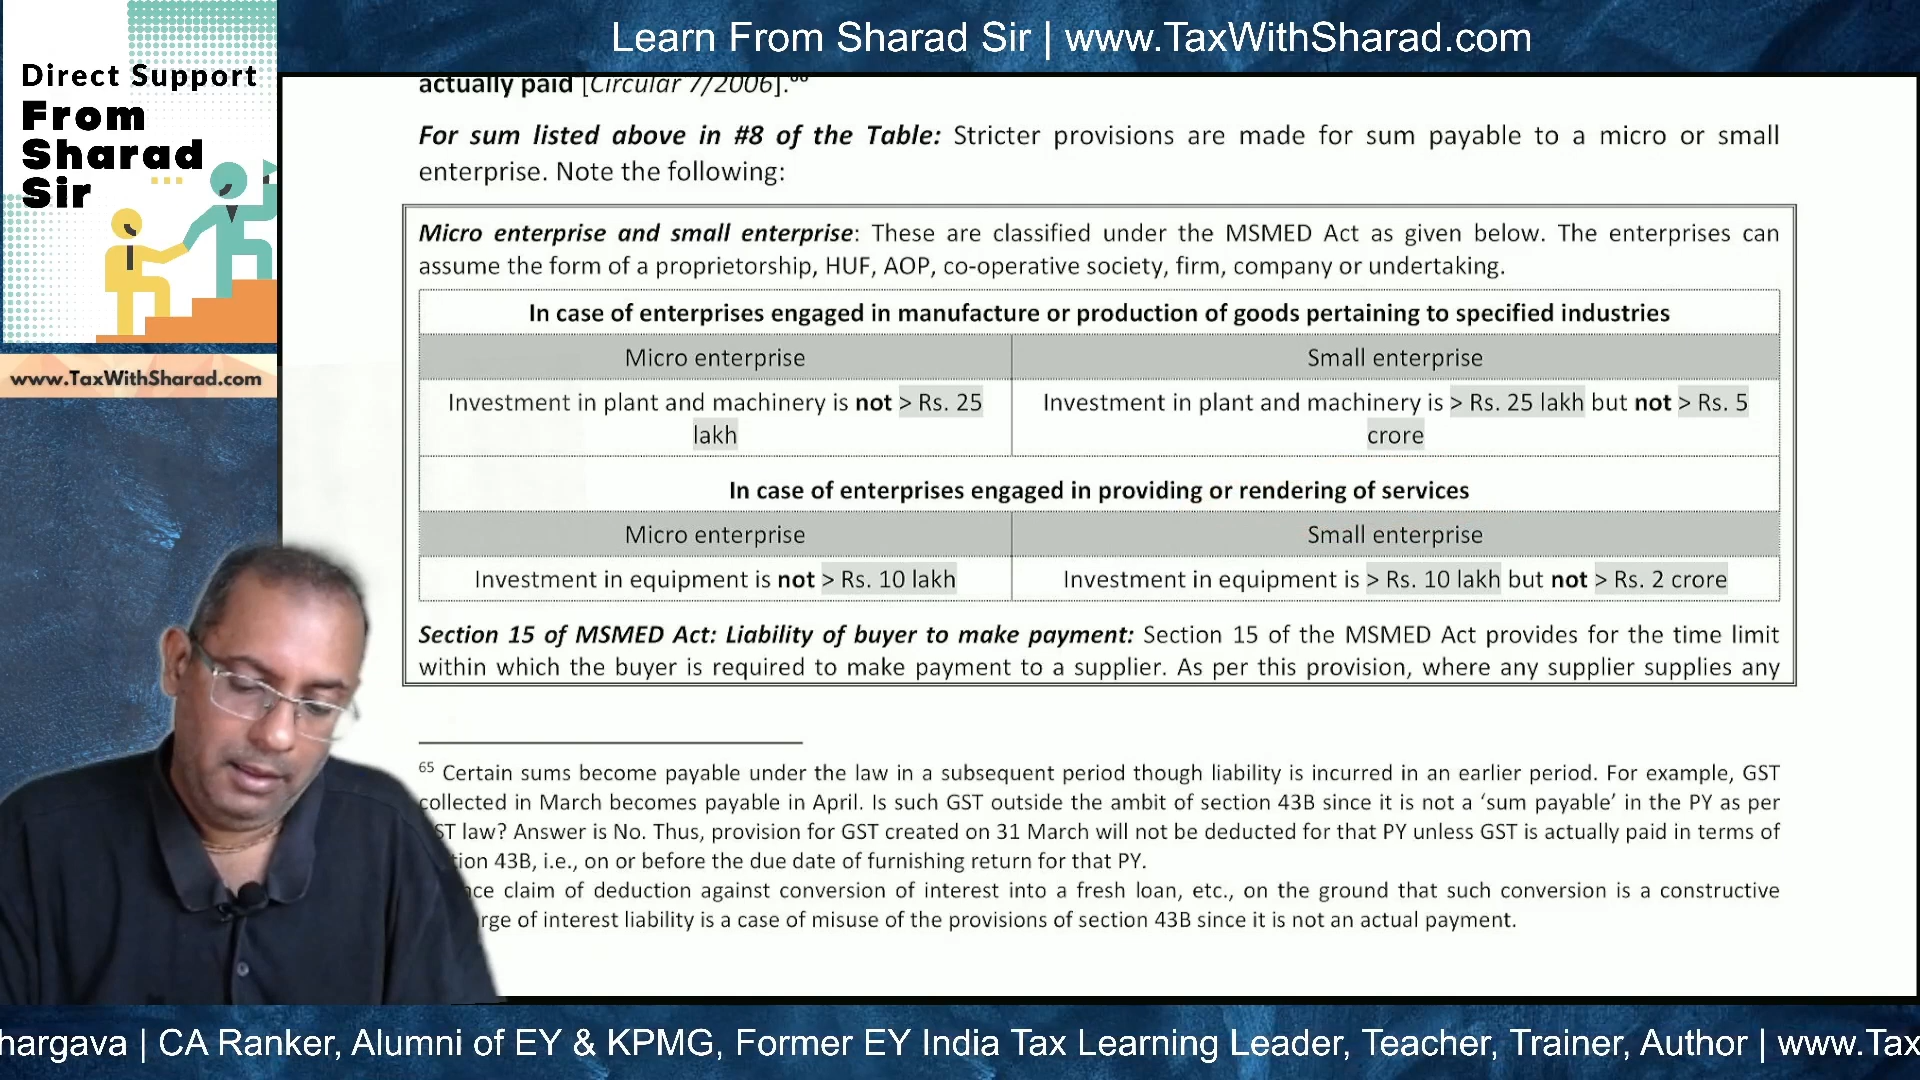 Learn From Sharad Sir | www.TaxWithSharad.com
Direct Support
From
Sharad
Sir
www.TaxWithSharad.com
actually paid [Circular 7/2006].⁶⁶
For sum listed above in #8 of the Table: Stricter provisions are made for sum payable to a micro or small
enterprise. Note the following:
Micro enterprise and small enterprise: These are classified under the MSMED Act as given below. The enterprises can
assume the form of a proprietorship, HUF, AOP, co-operative society, firm, company or undertaking.
In case of enterprises engaged in manufacture or production of goods pertaining to specified industries
Micro enterprise
Small enterprise
Investment in plant and machinery is not > Rs. 25
lakh
Investment in plant and machinery is > Rs. 25 lakh but not > Rs. 5
crore
In case of enterprises engaged in providing or rendering of services
Micro enterprise
Small enterprise
Investment in equipment is not > Rs. 10 lakh
Investment in equipment is > Rs. 10 lakh but not > Rs. 2 crore
Section 15 of MSMED Act: Liability of buyer to make payment: Section 15 of the MSMED Act provides for the time limit
within which the buyer is required to make payment to a supplier. As per this provision, where any supplier supplies any
⁶⁵ Certain sums become payable under the law in a subsequent period though liability is incurred in an earlier period. For example, GST
collected in March becomes payable in April. Is such GST outside the ambit of section 43B since it is not a ‘sum payable’ in the PY as per
ST law? Answer is No. Thus, provision for GST created on 31 March will not be deducted for that PY unless GST is actually paid in terms of
tion 43B, i.e., on or before the due date of furnishing return for that PY.
ce claim of deduction against conversion of interest into a fresh loan, etc., on the ground that such conversion is a constructive
rge of interest liability is a case of misuse of the provisions of section 43B since it is not an actual payment.
hargava | CA Ranker, Alumni of EY & KPMG, Former EY India Tax Learning Leader, Teacher, Trainer, Author | www.Tax